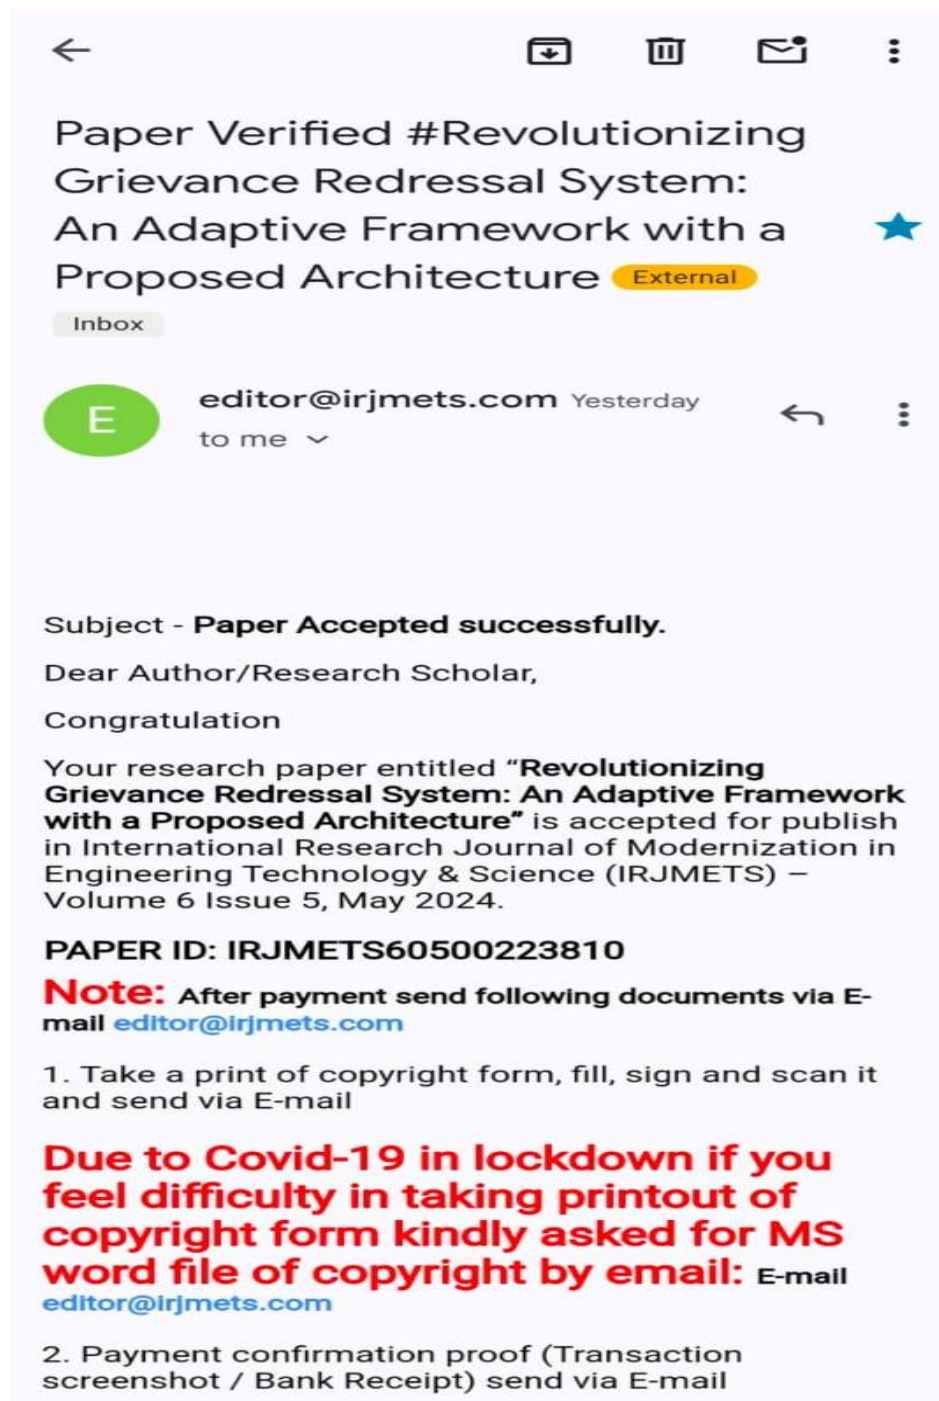 Paper Verified #Revolutionizing
Grievance Redressal System:
An Adaptive Framework with a
Proposed Architecture External
Inbox
E
editor@irjmets.com Yesterday
to me
Subject - Paper Accepted successfully.
Dear Author/Research Scholar,
Congratulation
Your research paper entitled “Revolutionizing
Grievance Redressal System: An Adaptive Framework
with a Proposed Architecture” is accepted for publish
in International Research Journal of Modernization in
Engineering Technology & Science (IRJMETS) –
Volume 6 Issue 5, May 2024.
PAPER ID: IRJMETS60500223810
Note: After payment send following documents via E-
mail editor@irjmets.com
1. Take a print of copyright form, fill, sign and scan it
and send via E-mail
Due to Covid-19 in lockdown if you
feel difficulty in taking printout of
copyright form kindly asked for MS
word file of copyright by email: E-mail
editor@irjmets.com
2. Payment confirmation proof (Transaction
screenshot / Bank Receipt) send via E-mail